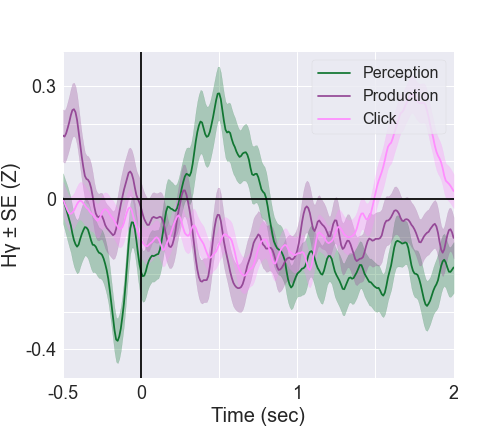 Hγ ± SE (Z)
0.3
0
-0.4
Perception
Production
Click
-0.5
0
1
2
Time (sec)